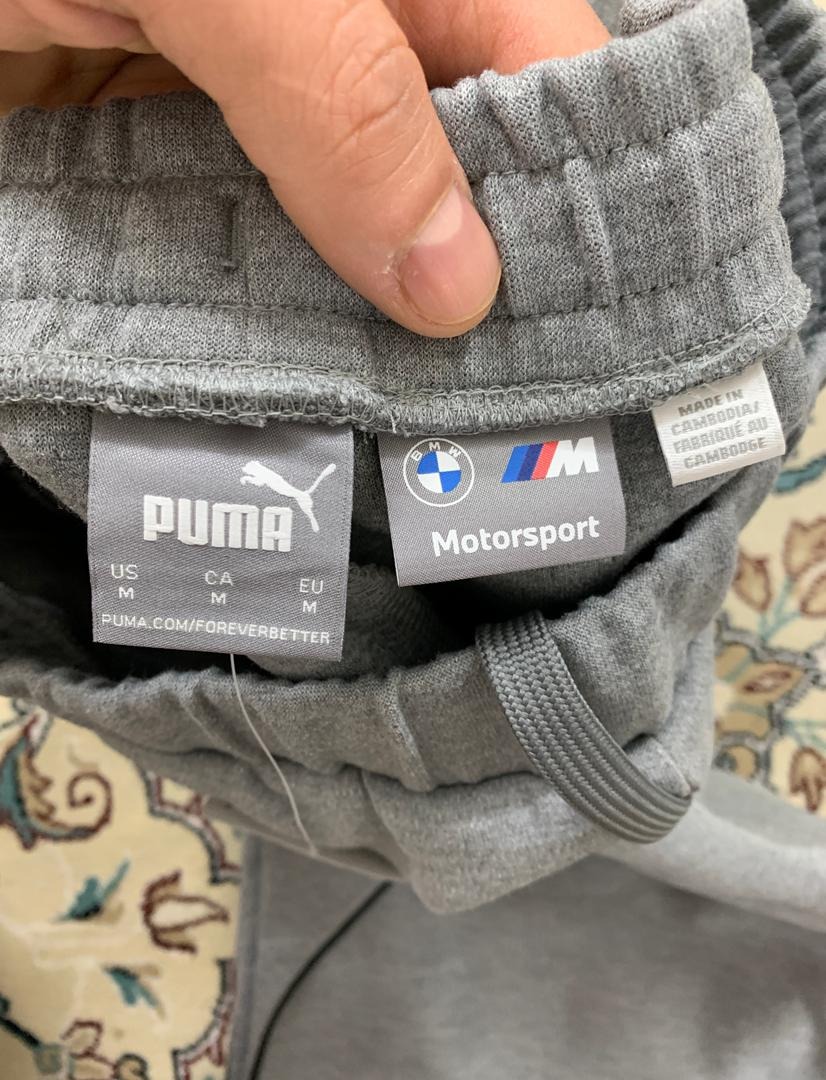 PUMA
US CA EU
M M M
PUMA.COM/FOREVERBETTER
BMW
M
Motorsport
MADE IN
CAMBODIA/
FABRIQUÉ AU
CAMBODGE